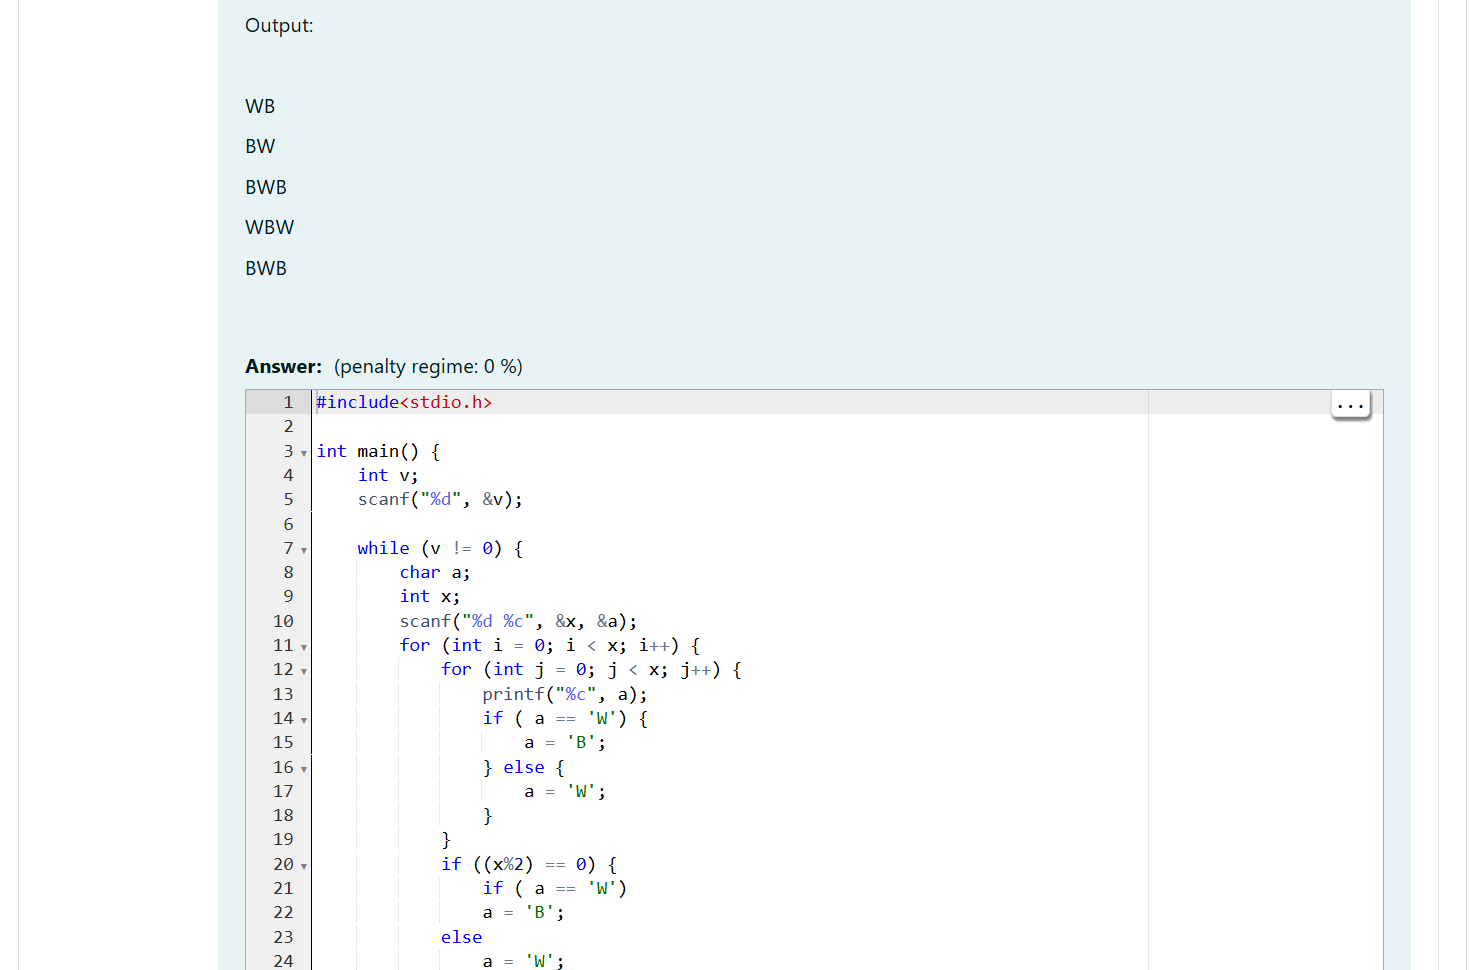 Output:
WB
BW
BWB
WBW
BWB
Answer: (penalty regime: 0 %)
1 #include<stdio.h>
...
2
3 int main() {
4     int v;
5     scanf("%d", &v);
6
7     while (v != 0) {
8         char a;
9         int x;
10         scanf("%d %c", &x, &a);
11         for (int i = 0; i < x; i++) {
12             for (int j = 0; j < x; j++) {
13                 printf("%c", a);
14                 if ( a == 'W') {
15                     a = 'B';
16                 } else {
17                     a = 'W';
18                 }
19             }
20             if ((x%2) == 0) {
21                 if ( a == 'W')
22                 a = 'B';
23             else
24                 a = 'W';